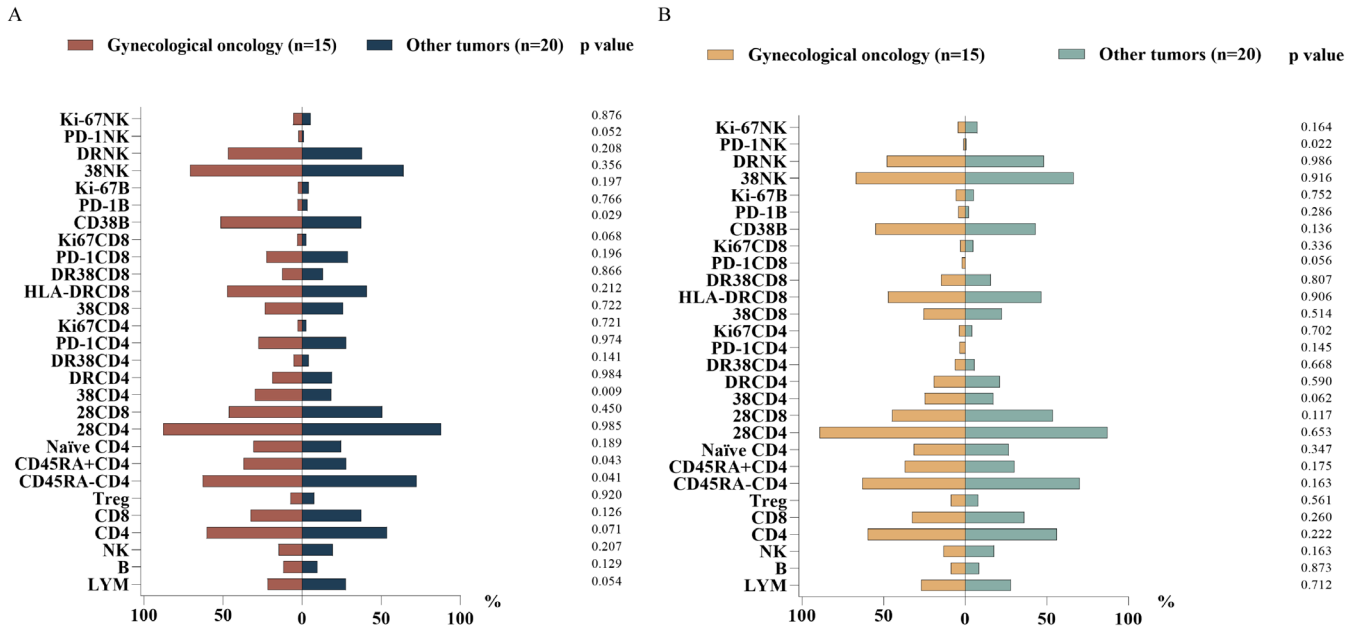 A
Gynecological oncology (n=15) Other tumors (n=20) p value
Ki-67NK 0.876
PD-1NK 0.052
DRNK 0.208
38NK 0.356
Ki-67B 0.197
PD-1B 0.766
CD38B 0.029
Ki67CD8 0.068
PD-1CD8 0.196
DR38CD8 0.866
HLA-DRCD8 0.212
38CD8 0.722
Ki67CD4 0.721
PD-1CD4 0.974
DR38CD4 0.141
DRCD4 0.984
38CD4 0.009
28CD8 0.450
28CD4 0.985
Naïve CD4 0.189
CD45RA+CD4 0.043
CD45RA-CD4 0.041
Treg 0.920
CD8 0.126
CD4 0.071
NK 0.207
B 0.129
LYM 0.054
100 50 0 50 100 %
B
Gynecological oncology (n=15) Other tumors (n=20) p value
Ki-67NK 0.164
PD-1NK 0.022
DRNK 0.986
38NK 0.916
Ki-67B 0.752
PD-1B 0.286
CD38B 0.136
Ki67CD8 0.336
PD-1CD8 0.056
DR38CD8 0.807
HLA-DRCD8 0.906
38CD8 0.514
Ki67CD4 0.702
PD-1CD4 0.145
DR38CD4 0.668
DRCD4 0.590
38CD4 0.062
28CD8 0.117
28CD4 0.653
Naïve CD4 0.347
CD45RA+CD4 0.175
CD45RA-CD4 0.163
Treg 0.561
CD8 0.260
CD4 0.222
NK 0.163
B 0.873
LYM 0.712
100 50 0 50 100 %